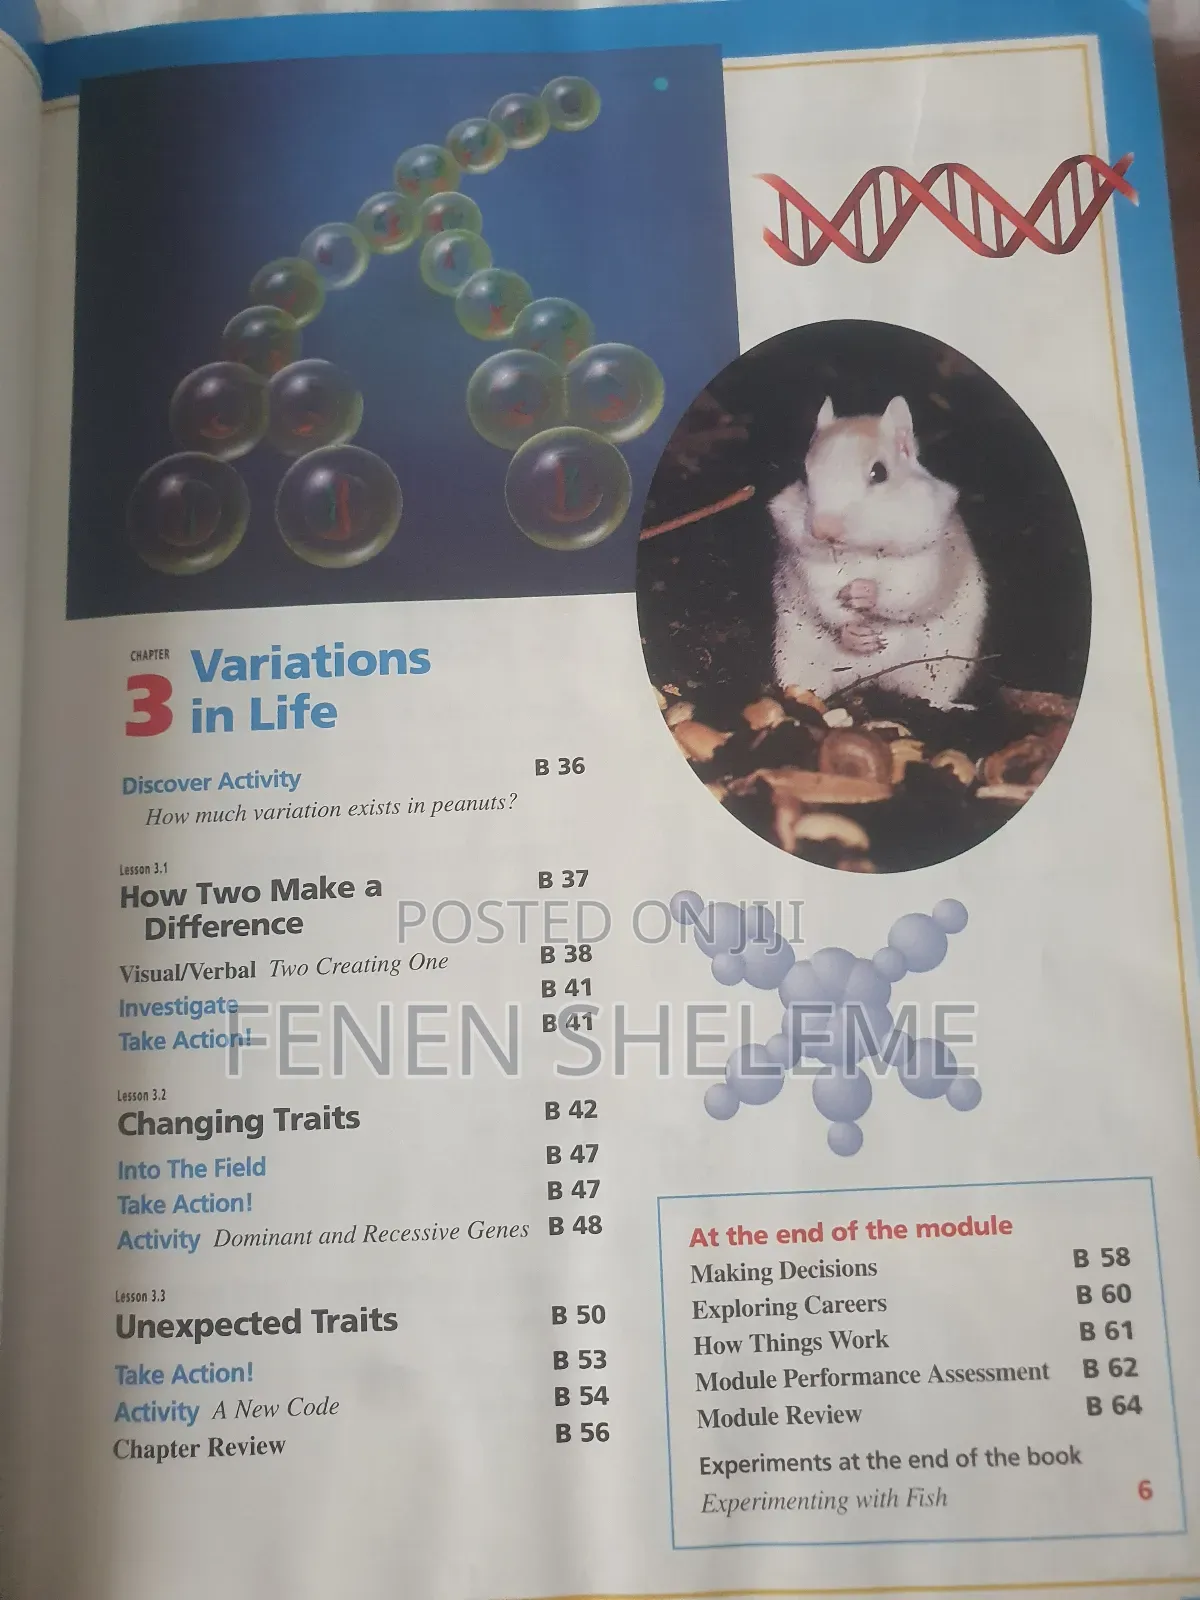 CHAPTER
3
Variations
in Life
Discover Activity B 36
How much variation exists in peanuts?
Lesson 3.1
How Two Make a B 37
Difference
Visual/Verbal Two Creating One B 38
Investigate B 41
Take Action! B 41
Lesson 3.2
Changing Traits B 42
Into The Field B 47
Take Action! B 47
Activity Dominant and Recessive Genes B 48
Lesson 3.3
Unexpected Traits B 50
Take Action! B 53
Activity A New Code B 54
Chapter Review B 56
At the end of the module
Making Decisions B 58
Exploring Careers B 60
How Things Work B 61
Module Performance Assessment B 62
Module Review B 64
Experiments at the end of the book
Experimenting with Fish 6
POSTED ON JIJI
FENEN SHELEME